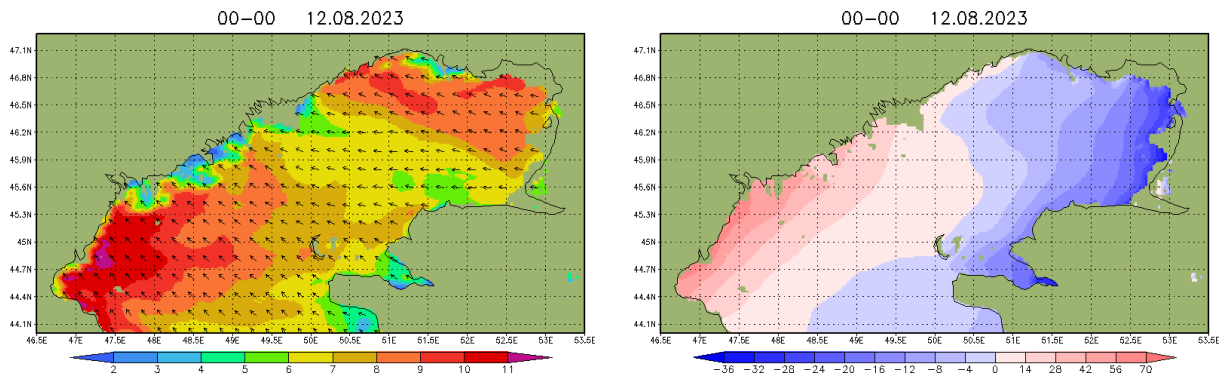 00-00 12.08.2023
47.1N
46.8N
46.5N
46.2N
45.9N
45.6N
45.3N
45N
44.7N
44.4N
44.1N
46.5E 47E 47.5E 48E 48.5E 49E 49.5E 50E 50.5E 51E 51.5E 52E 52.5E 53E 53.5E
2 3 4 5 6 7 8 9 10 11
00-00 12.08.2023
47.1N
46.8N
46.5N
46.2N
45.9N
45.6N
45.3N
45N
44.7N
44.4N
44.1N
46.5E 47E 47.5E 48E 48.5E 49E 49.5E 50E 50.5E 51E 51.5E 52E 52.5E 53E 53.5E
-36 -32 -28 -24 -20 -16 -12 -8 -4 0 14 28 42 56 70